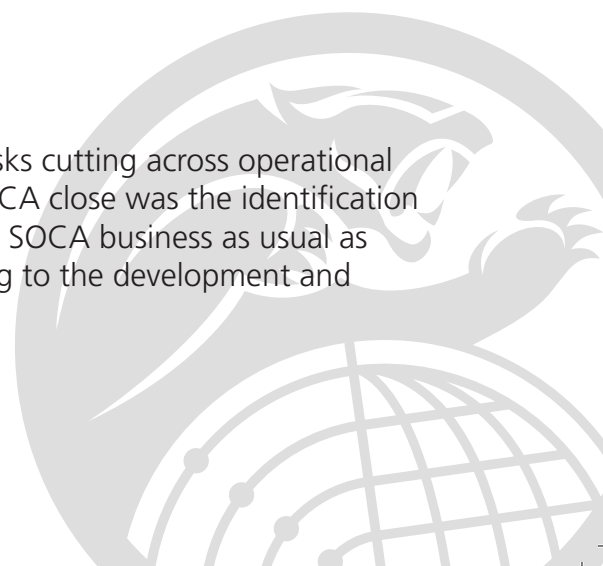 sks cutting across operational
CA close was the identification
SOCA business as usual as
g to the development and